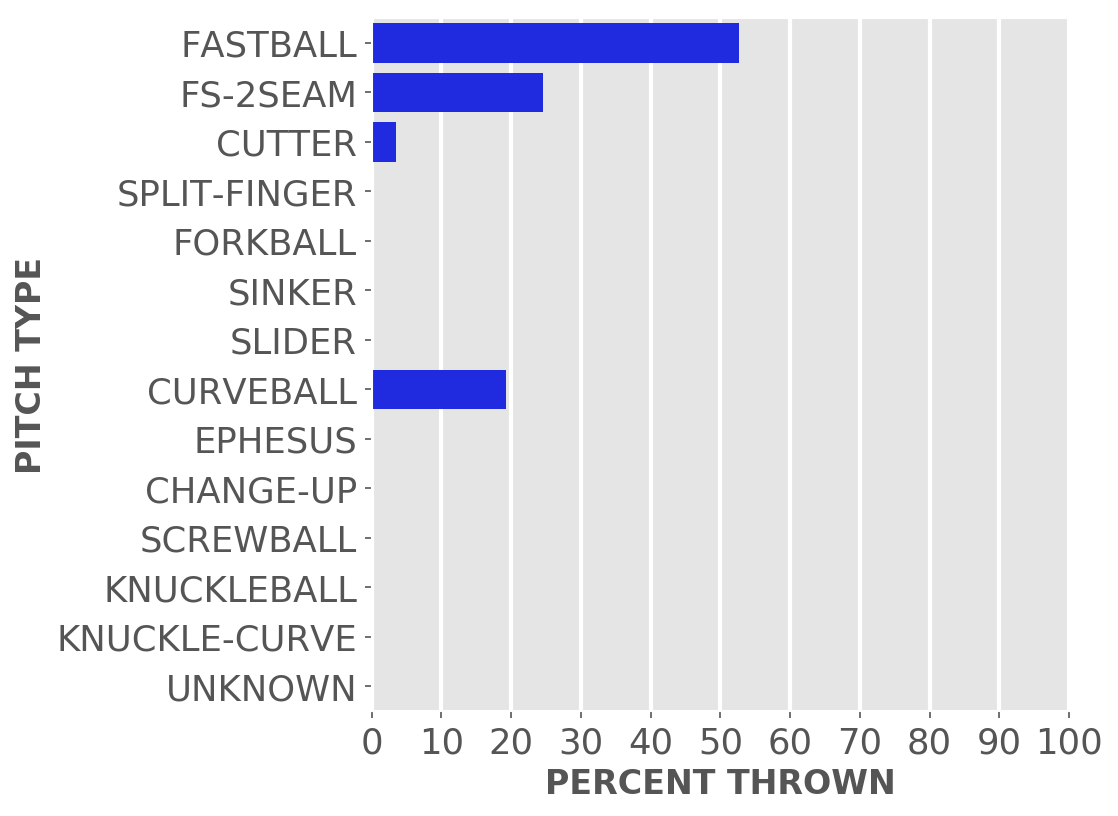 FASTBALL
FS-2SEAM
CUTTER
SPLIT-FINGER
FORKBALL
SINKER
SLIDER
CURVEBALL
EPHESUS
CHANGE-UP
SCREWBALL
KNUCKLEBALL
KNUCKLE-CURVE
UNKNOWN
PITCH TYPE
0 10 20 30 40 50 60 70 80 90 100
PERCENT THROWN